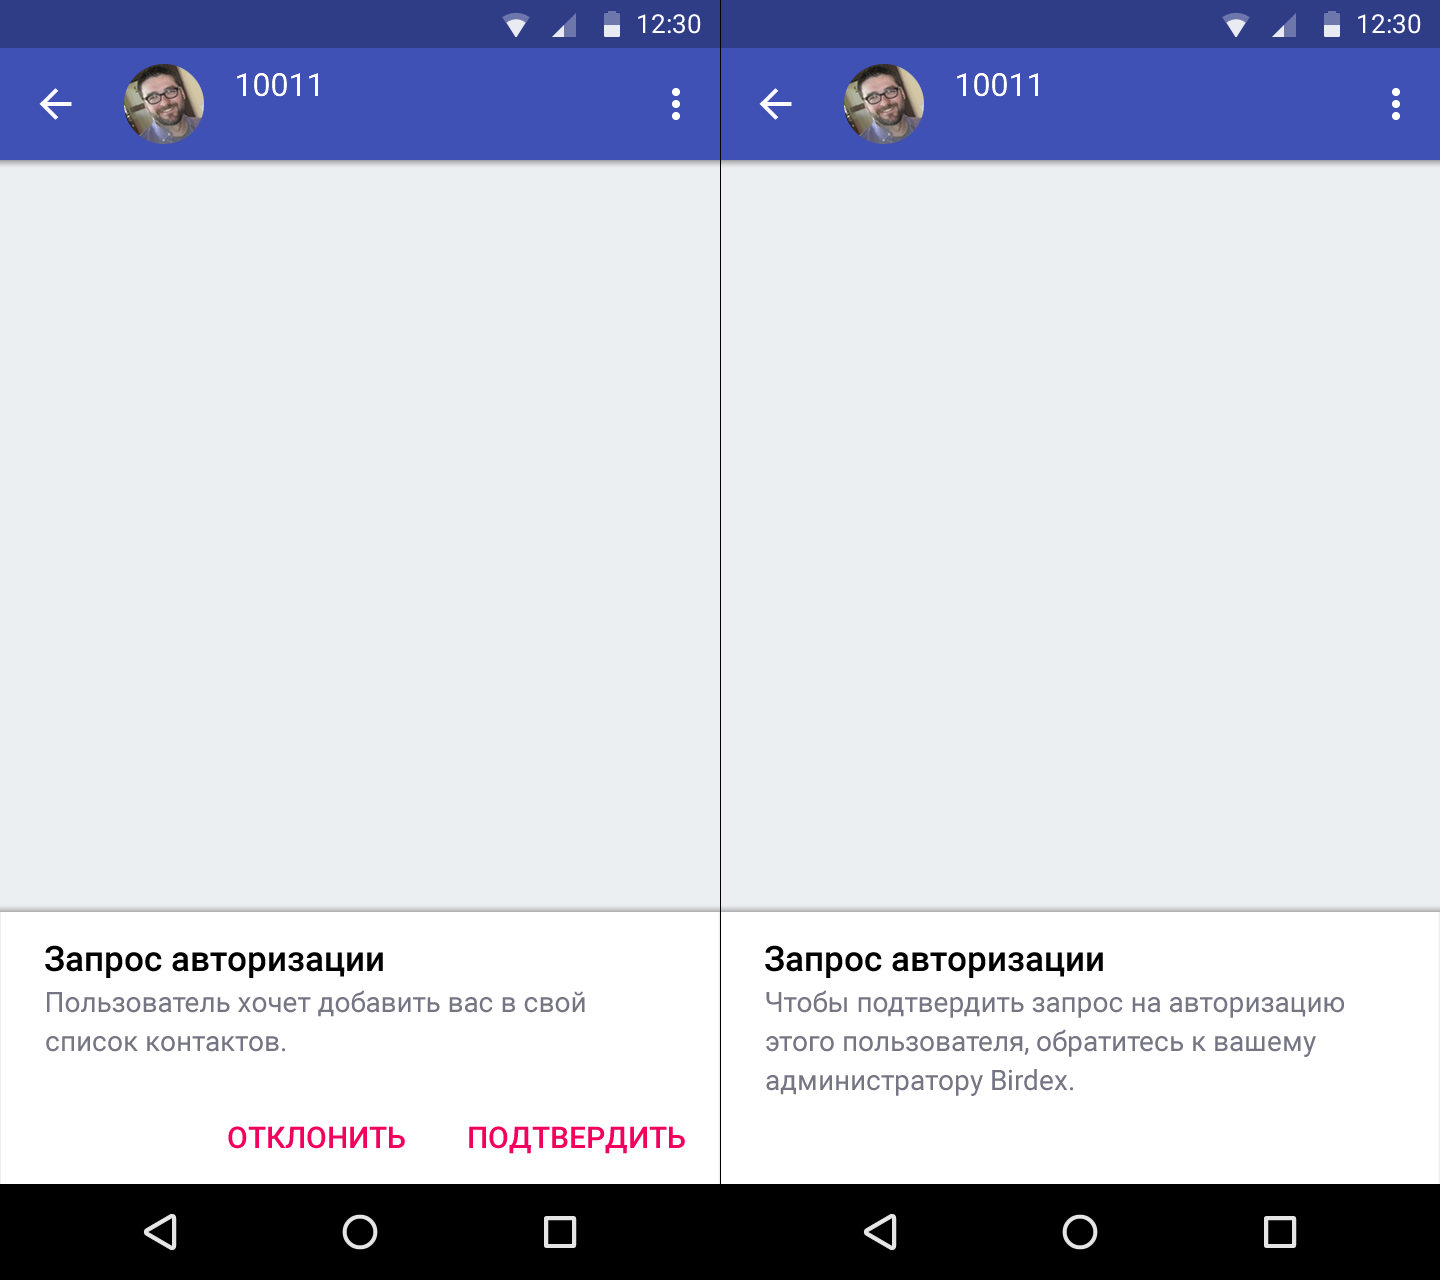 12:30
10011
Запрос авторизации
Пользователь хочет добавить вас в свой
список контактов.
ОТКЛОНИТЬ ПОДТВЕРДИТЬ
12:30
10011
Запрос авторизации
Чтобы подтвердить запрос на авторизацию
этого пользователя, обратитесь к вашему
администратору Birdex.